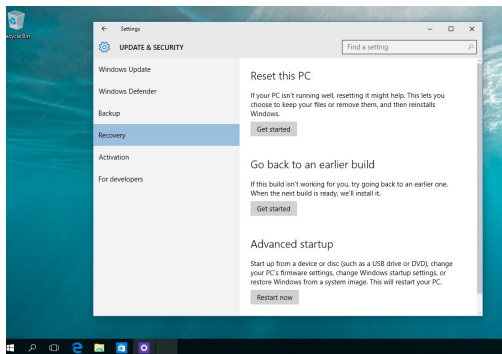 Recycle Bin
Settings
UPDATE & SECURITY
Find a setting
Windows Update
Windows Defender
Backup
Recovery
Activation
For developers
Reset this PC
If your PC isn't running well, resetting it might help. This lets you
choose to keep your files or remove them, and then reinstalls
Windows.
Get started
Go back to an earlier build
If this build isn't working for you, try going back to an earlier one.
When the next build is ready, we'll install it.
Get started
Advanced startup
Start up from a device or disc (such as a USB drive or DVD), change
your PC's firmware settings, change Windows startup settings, or
restore Windows from a system image. This will restart your PC.
Restart now